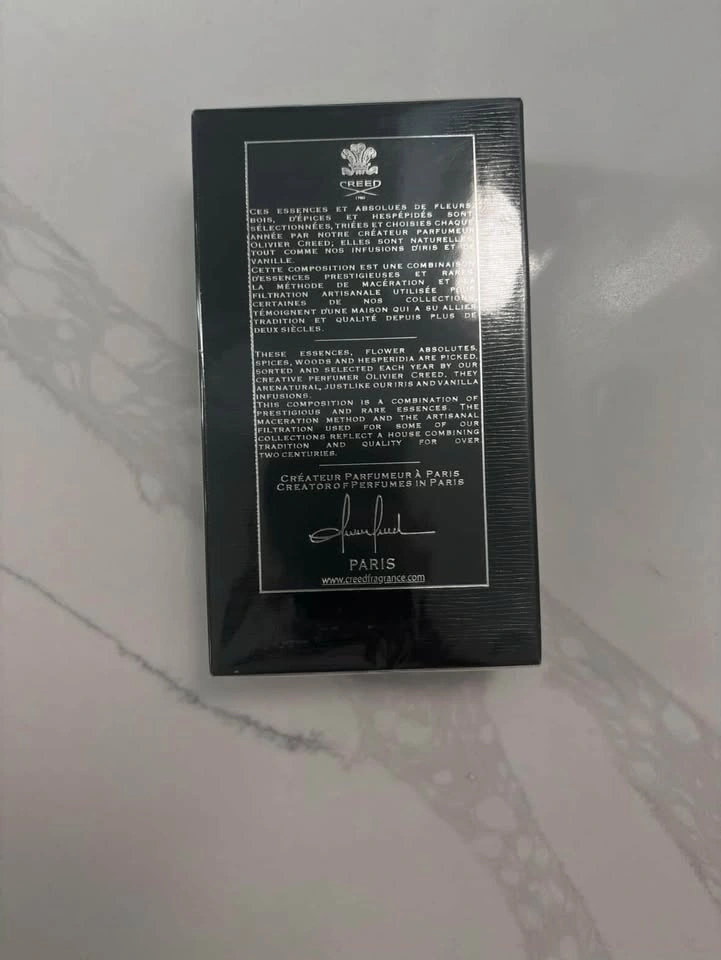 CREED
1760
CES ESSENCES ET ABSOLUES DE FLEURS,
BOIS, D'ÉPICES ET HESPÉPIDÉS SONT
SÉLECTIONNÉES, TRIÉES ET CHOISIES CHAQUE
ANNÉE PAR NOTRE CRÉATEUR PARFUMEUR
OLIVIER CREED; ELLES SONT NATURELLES
TOUT COMME NOS INFUSIONS D'IRIS ET DE
VANILLE.
CETTE COMPOSITION EST UNE COMBINAISON
D'ESSENCES PRESTIGIEUSES ET RARES.
LA MÉTHODE DE MACÉRATION ET LA
FILTRATION ARTISANALE UTILISÉE POUR
CERTAINES DE NOS COLLECTIONS
TÉMOIGNENT D'UNE MAISON QUI A SU ALLIER
TRADITION ET QUALITÉ DEPUIS PLUS DE
DEUX SIÈCLES.
THESE ESSENCES, FLOWER ABSOLUTES,
SPICES, WOODS AND HESPERIDIA ARE PICKED,
SORTED AND SELECTED EACH YEAR BY OUR
CREATIVE PERFUMER OLIVIER CREED. THEY
ARENATURAL, JUSTLIKE OUR IRIS AND VANILLA
INFUSIONS.
THIS COMPOSITION IS A COMBINATION OF
PRESTIGIOUS AND RARE ESSENCES. THE
MACERATION METHOD AND THE ARTISANAL
FILTRATION USED FOR SOME OF OUR
COLLECTIONS REFLECT A HOUSE COMBINING
TRADITION AND QUALITY FOR OVER
TWO CENTURIES.
CRÉATEUR PARFUMEUR À PARIS
CREATOR OF PERFUMES IN PARIS
PARIS
www.creedfragrance.com